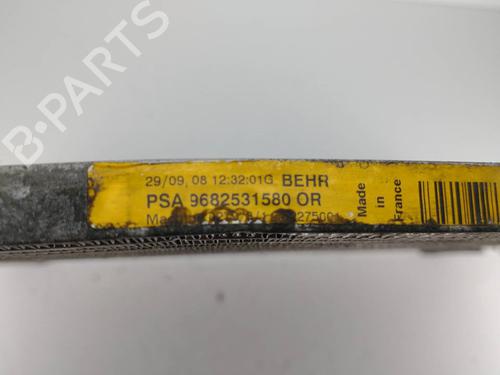 B-PARTS
29/09, 08 12:32:01G BEHR
PSA 9682531580 OR
Made
in
France